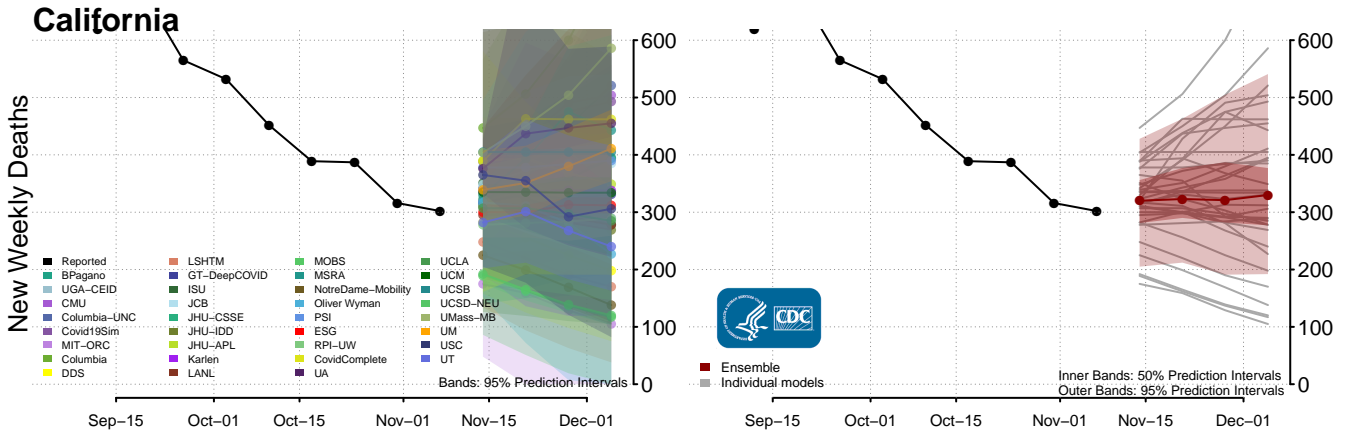 California
New Weekly Deaths
600
500
400
300
200
100
0
Reported
BPagano
UGA−CEID
CMU
Columbia−UNC
Covid19Sim
MIT−ORC
Columbia
DDS
LSHTM
GT−DeepCOVID
ISU
JCB
JHU−CSSE
JHU−IDD
JHU−APL
Karlen
LANL
MOBS
MSRA
NotreDame−Mobility
Oliver Wyman
PSI
ESG
RPI−UW
CovidComplete
UA
UCLA
UCM
UCSB
UCSD−NEU
UMass−MB
UM
USC
UT
Bands: 95% Prediction Intervals
Sep−15
Oct−01
Oct−15
Nov−01
Nov−15
Dec−01
600
500
400
300
200
100
0
CDC
Ensemble
Individual models
Inner Bands: 50% Prediction Intervals
Outer Bands: 95% Prediction Intervals
Sep−15
Oct−01
Oct−15
Nov−01
Nov−15
Dec−01